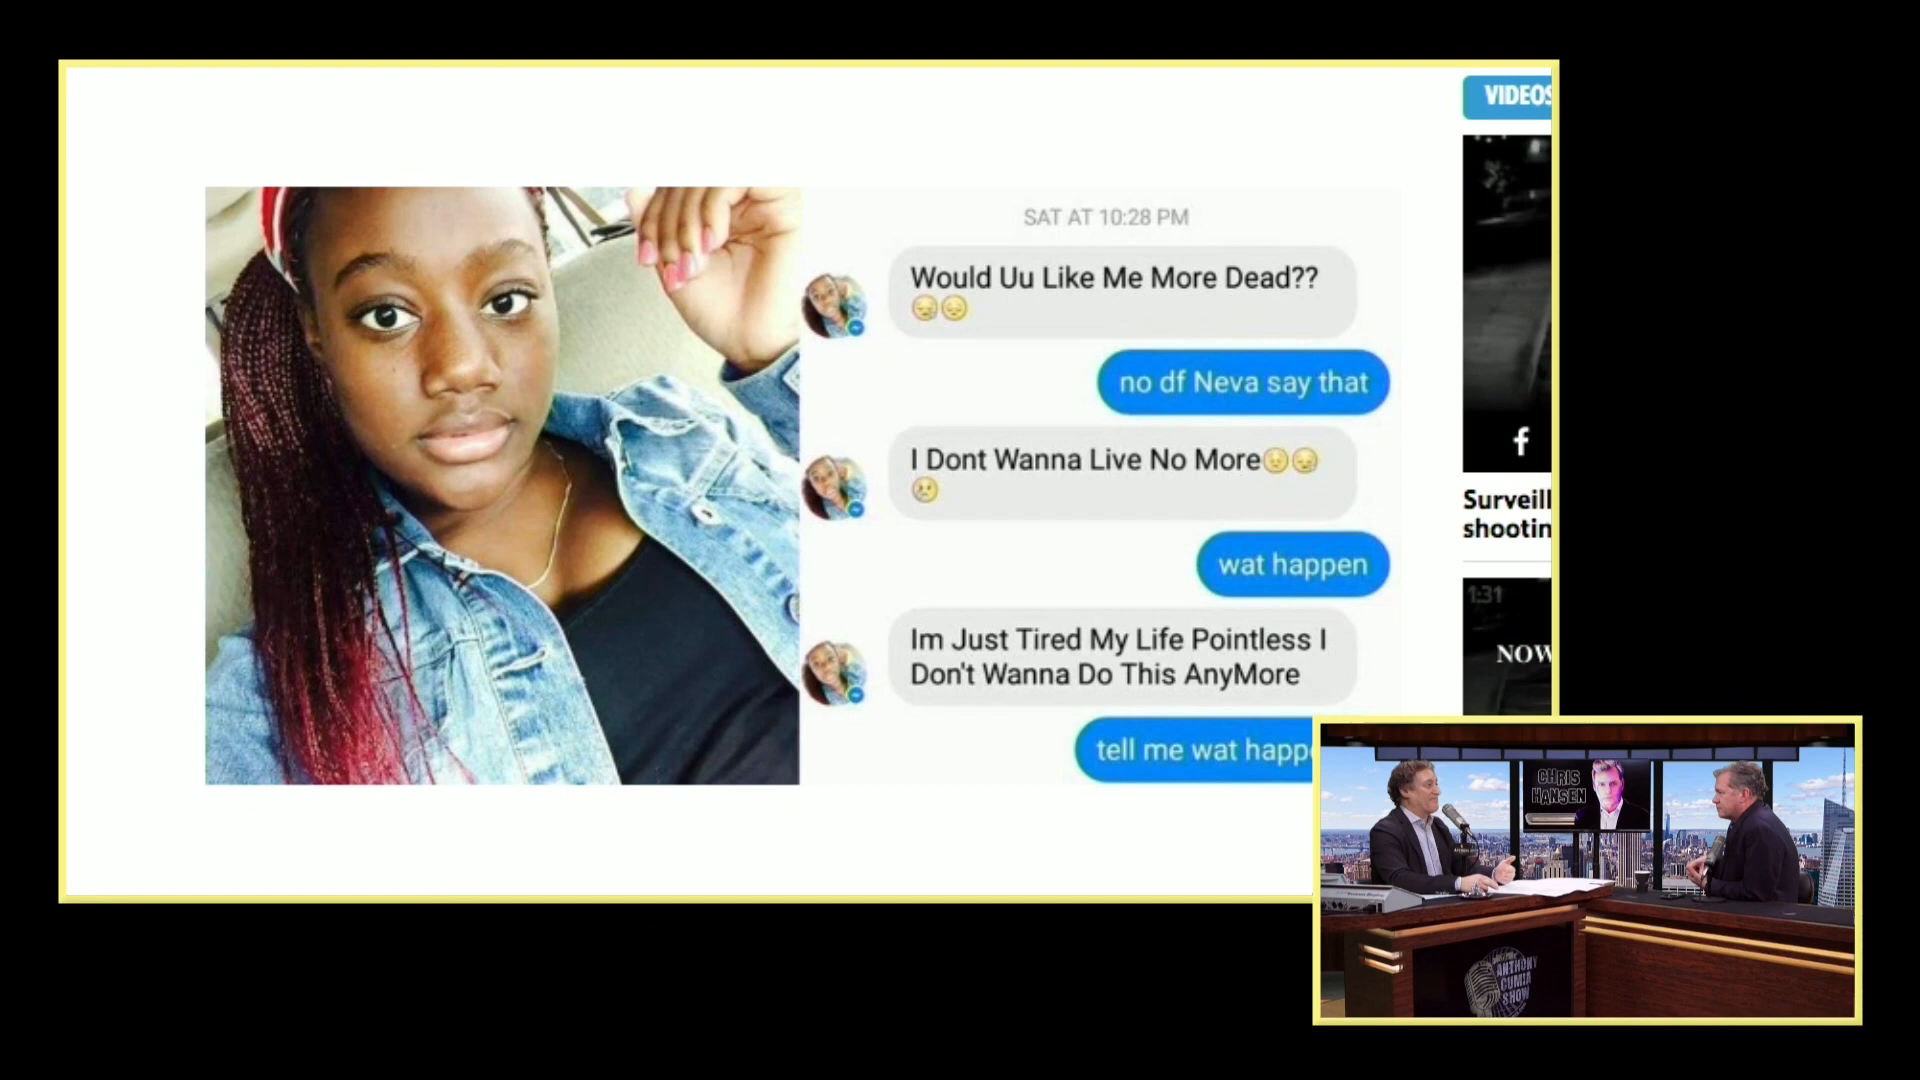 VIDEOS
SAT AT 10:28 PM
Would Uu Like Me More Dead??
😪😔
no df Neva say that
I Dont Wanna Live No More😟😪
😢
wat happen
Im Just Tired My Life Pointless I
Don't Wanna Do This AnyMore
tell me wat happe
f
Surveill
shootin
1:31
NOW
CHRIS
HANSEN
ANTHONY
CUMIA
SHOW